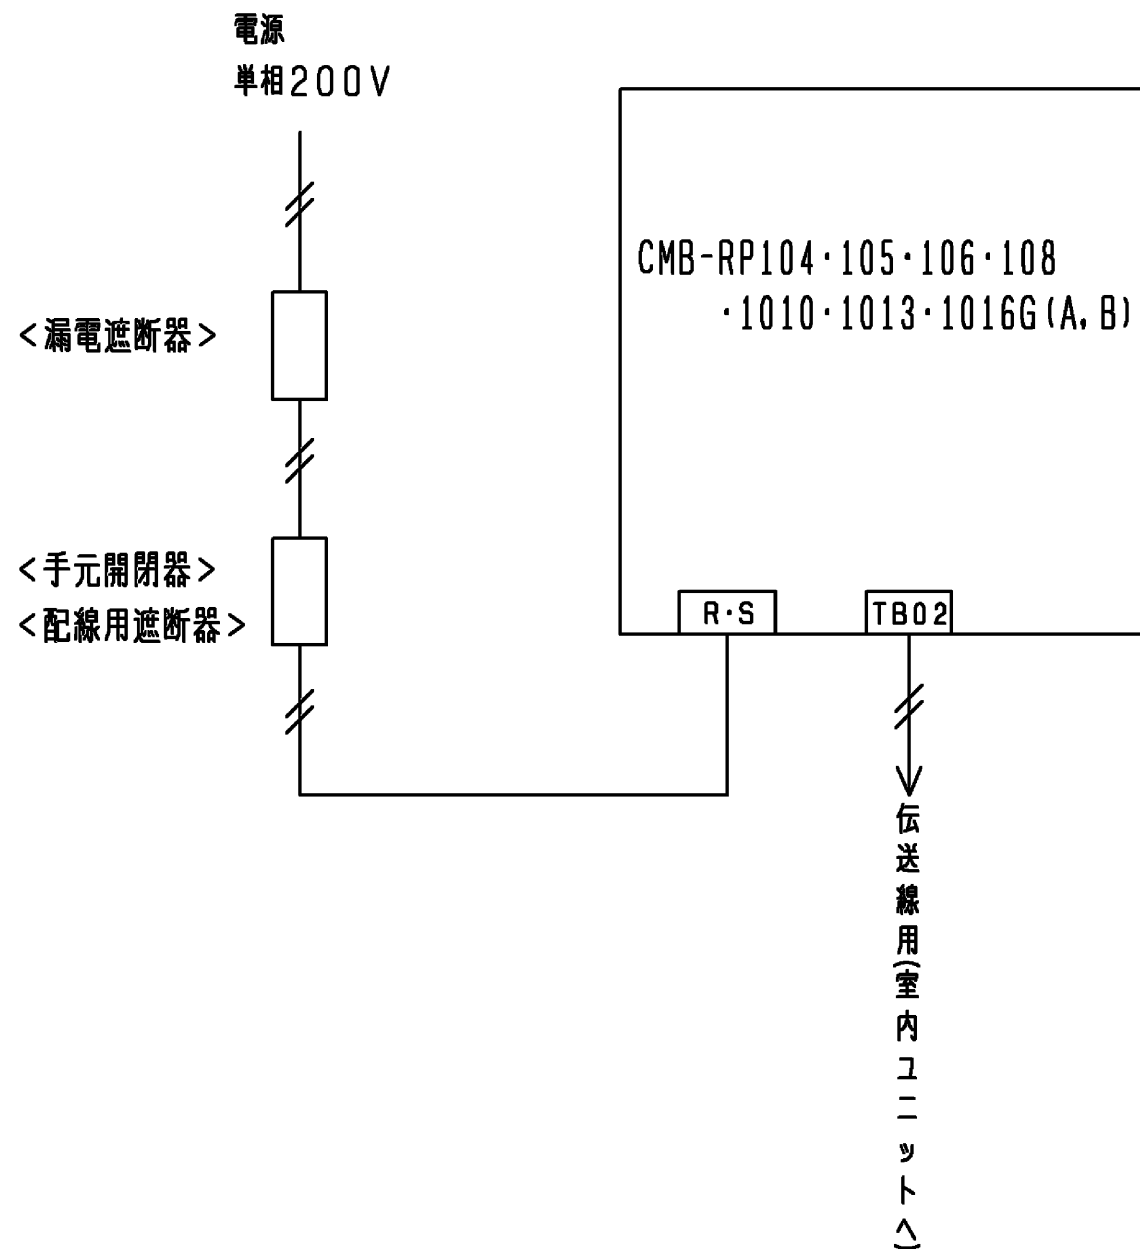 電源
単相200V
CMB-RP104・105・106・108
・1010・1013・1016G(A,B)
<漏電遮断器>
<手元開閉器>
<配線用遮断器>
R・S
TB02
伝送線用(室内ユニットへ)